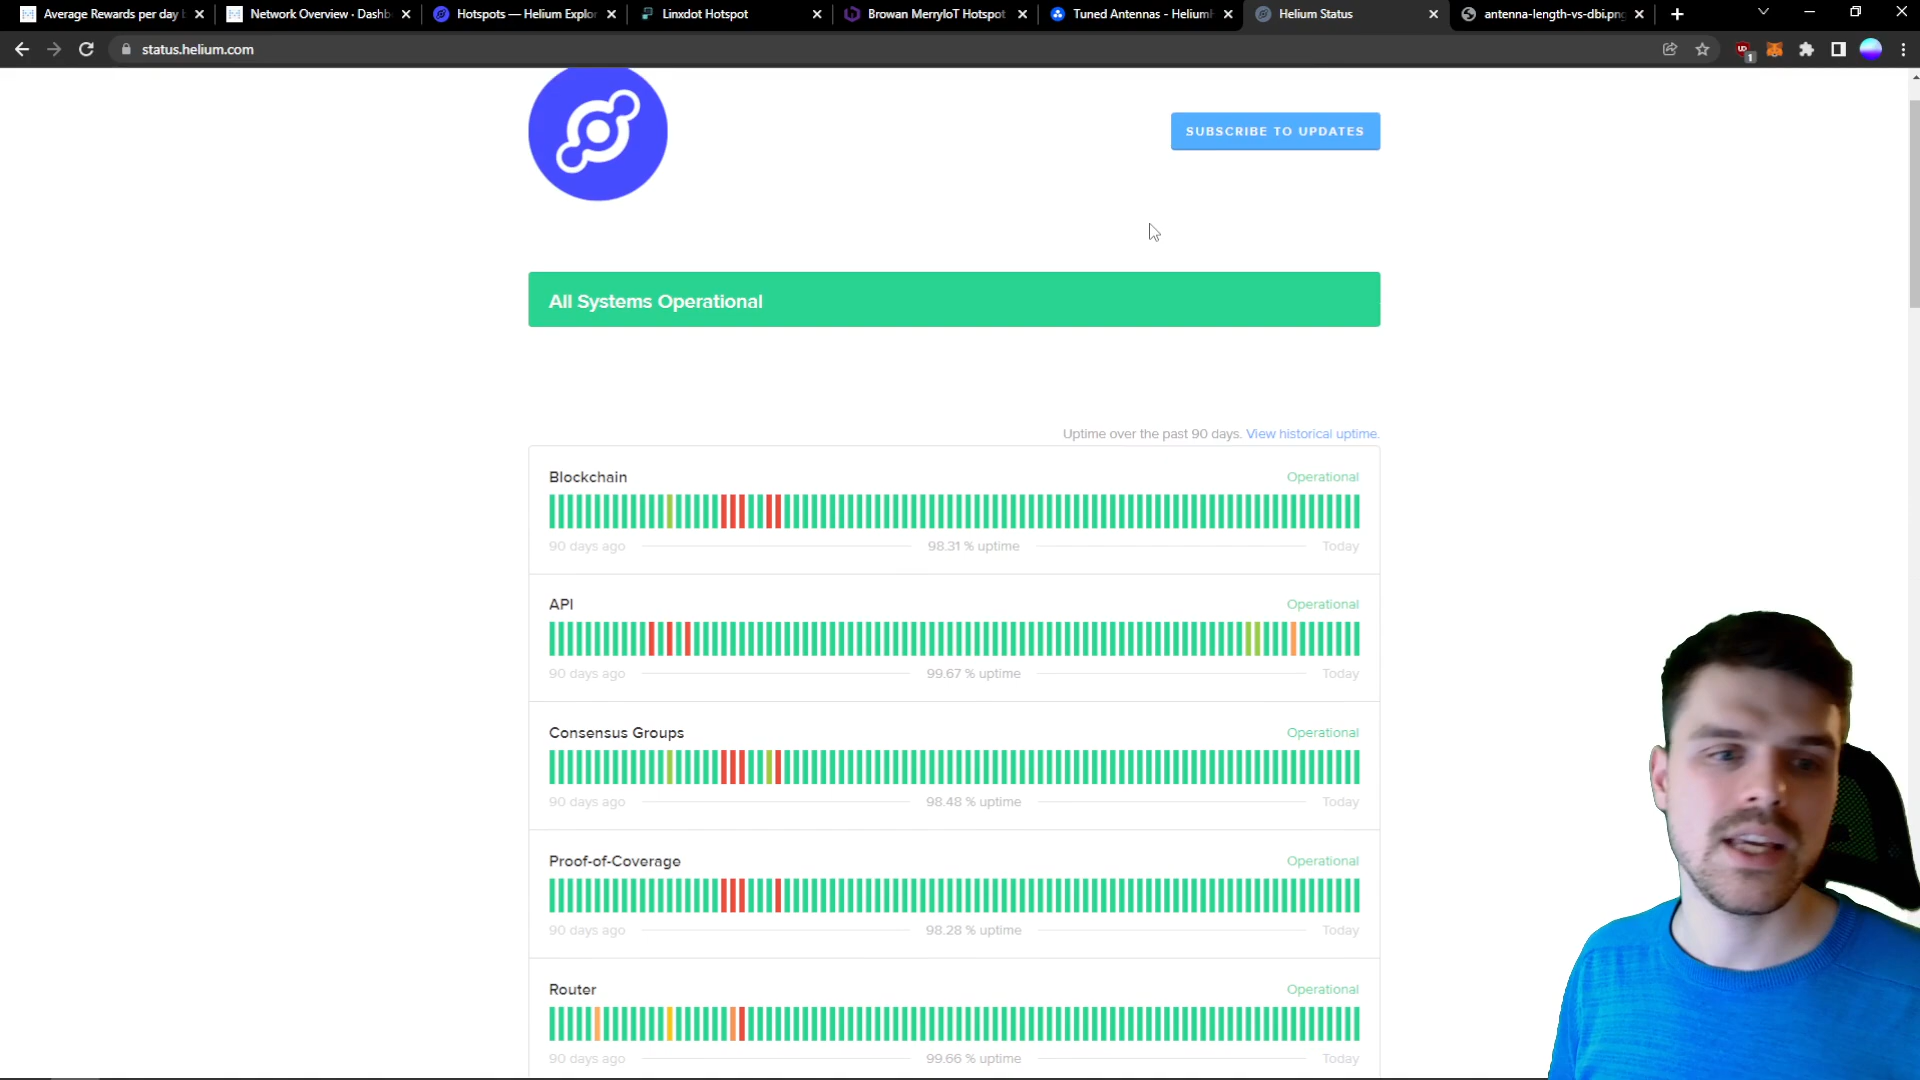 Average Rewards per day
Network Overview · Dashb
Hotspots — Helium Explor
Linxdot Hotspot
Browan MerryIoT Hotspot
Tuned Antennas - Helium
Helium Status
antenna-length-vs-dbi.png
status.helium.com
1
SUBSCRIBE TO UPDATES
All Systems Operational
Uptime over the past 90 days. View historical uptime.
Blockchain
Operational
90 days ago
98.31 % uptime
Today
API
Operational
90 days ago
99.67 % uptime
Today
Consensus Groups
Operational
90 days ago
98.48 % uptime
Today
Proof-of-Coverage
Operational
90 days ago
98.28 % uptime
Today
Router
Operational
90 days ago
99.66 % uptime
Today